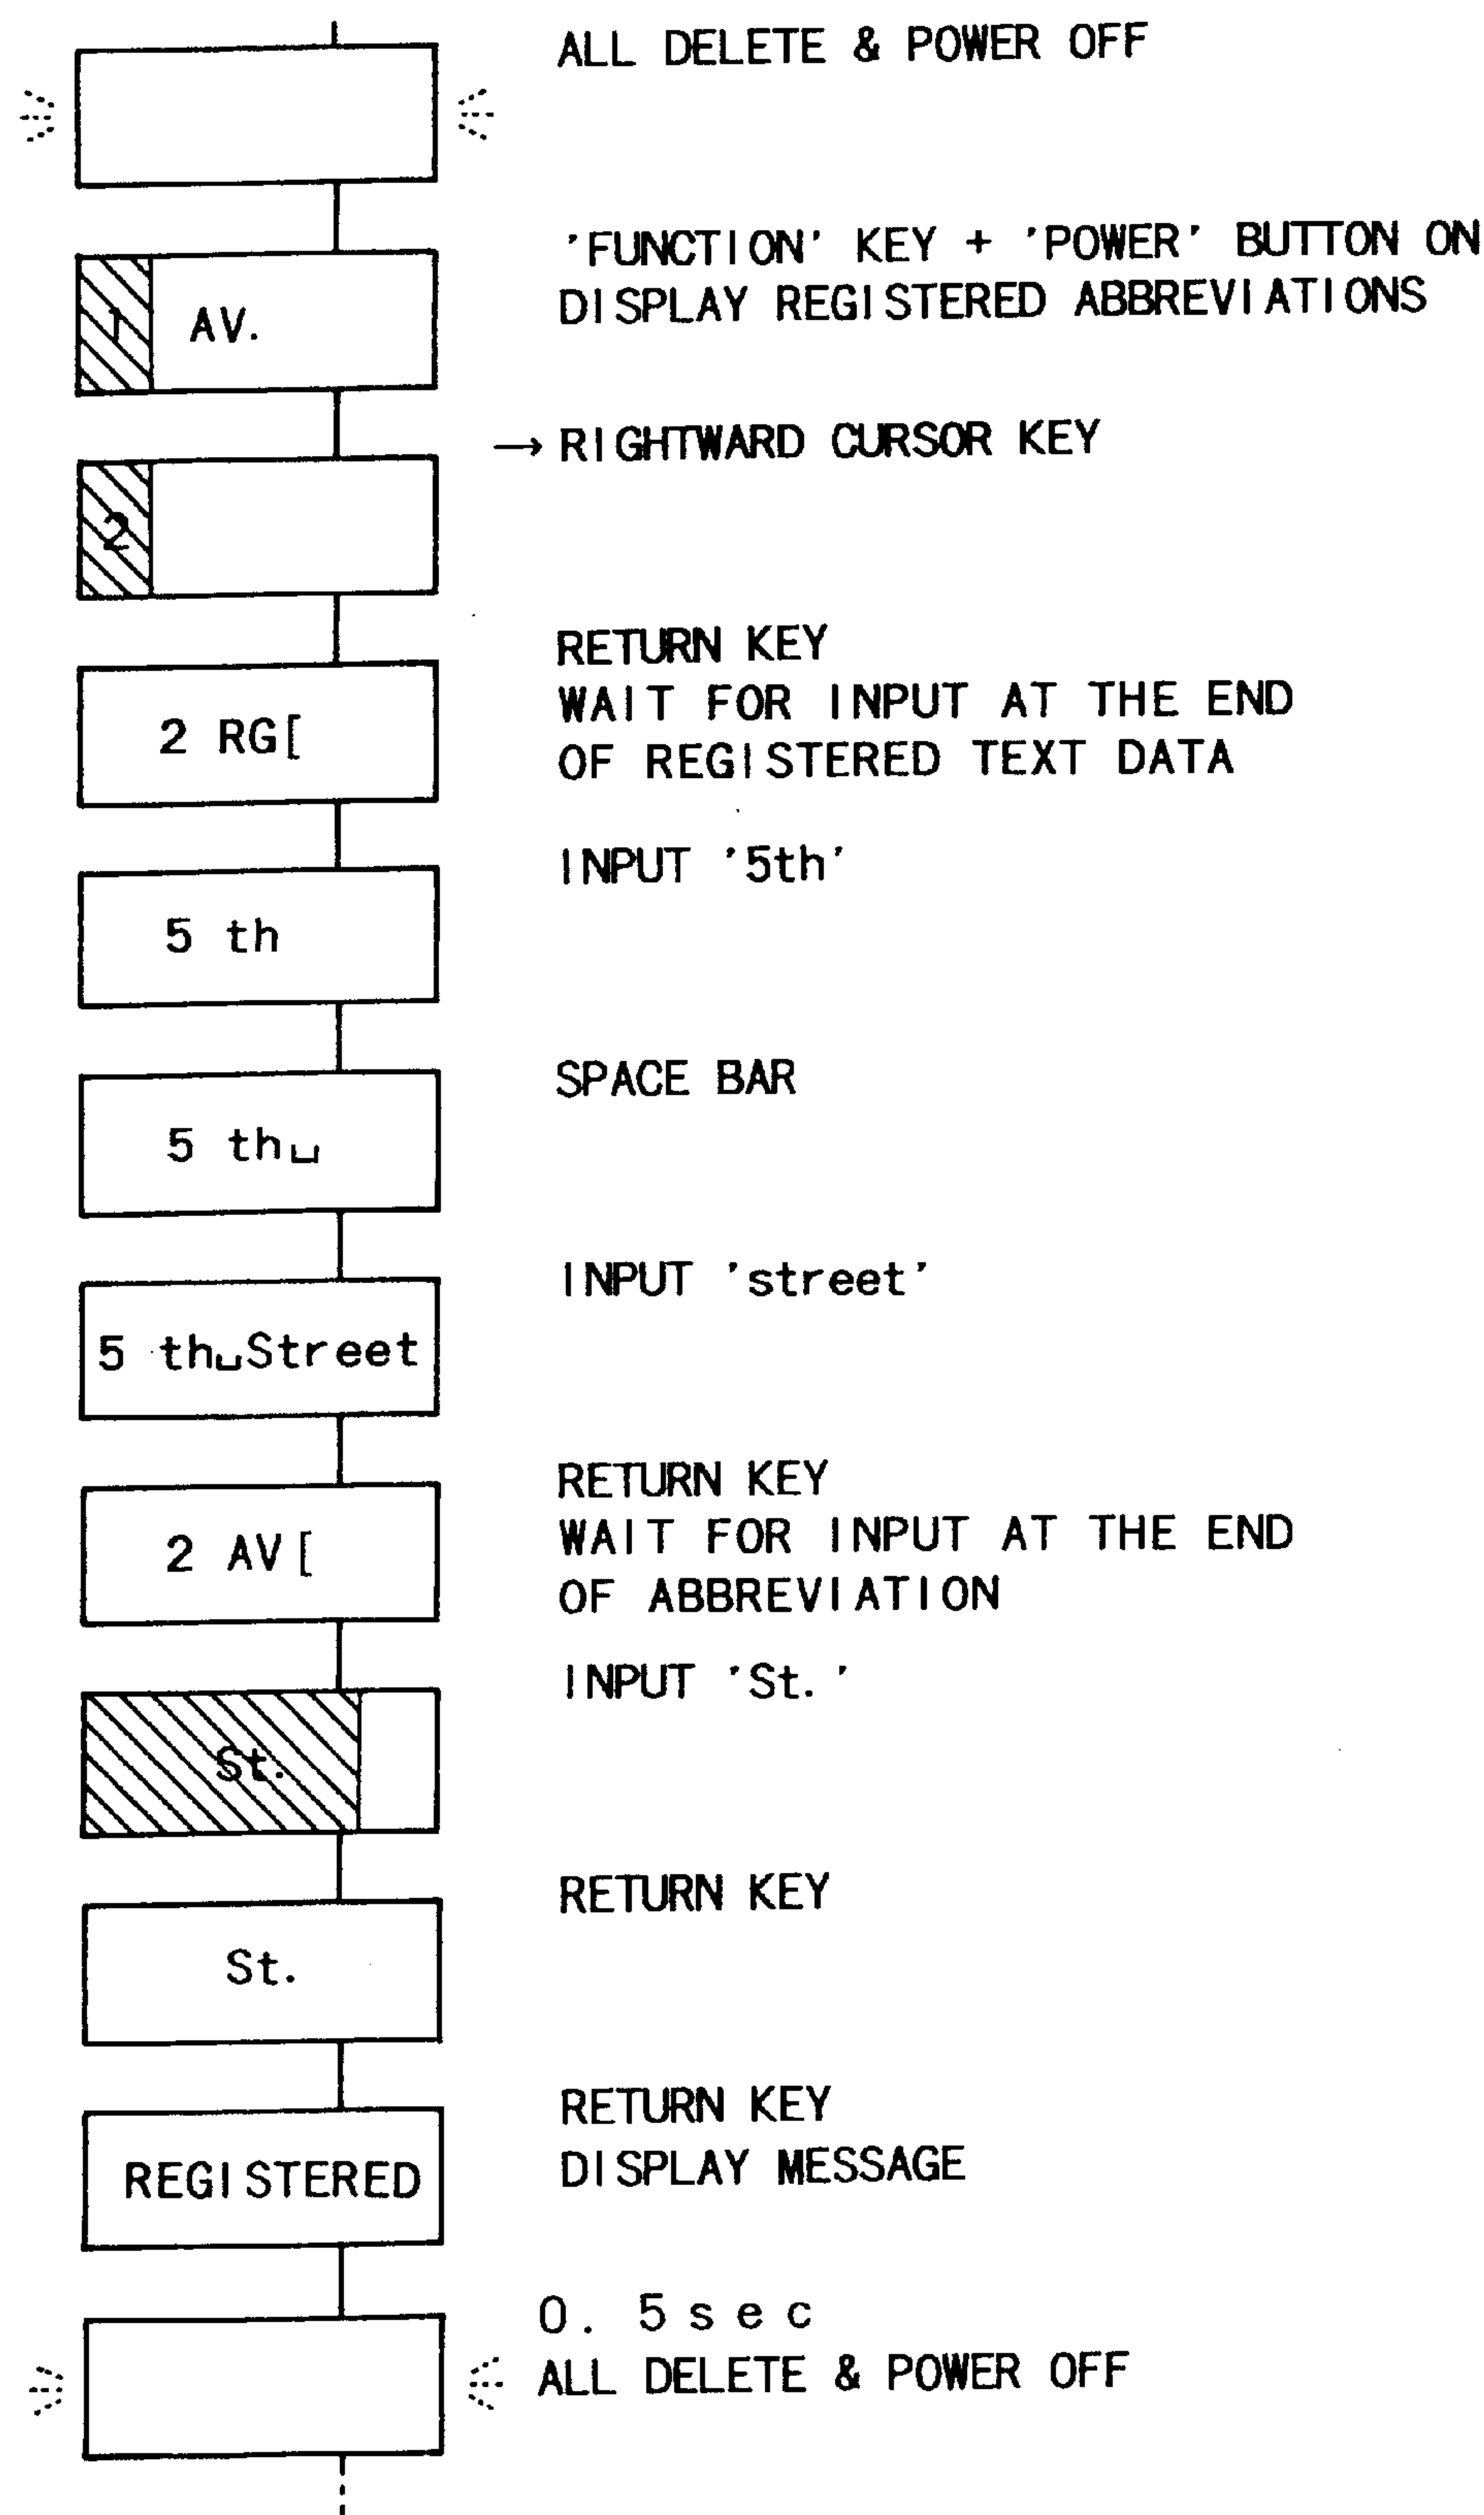 ALL DELETE & POWER OFF
'FUNCTION' KEY + 'POWER' BUTTON ON
DISPLAY REGISTERED ABBREVIATIONS
1 AV.
→ RIGHTWARD CURSOR KEY
2
RETURN KEY
WAIT FOR INPUT AT THE END
OF REGISTERED TEXT DATA
2 RG[
INPUT '5th'
5 th
SPACE BAR
5 th␣
INPUT 'street'
5 th␣Street
RETURN KEY
WAIT FOR INPUT AT THE END
OF ABBREVIATION
2 AV[
INPUT 'St.'
St.
RETURN KEY
St.
RETURN KEY
DISPLAY MESSAGE
REGISTERED
0. 5 sec
ALL DELETE & POWER OFF